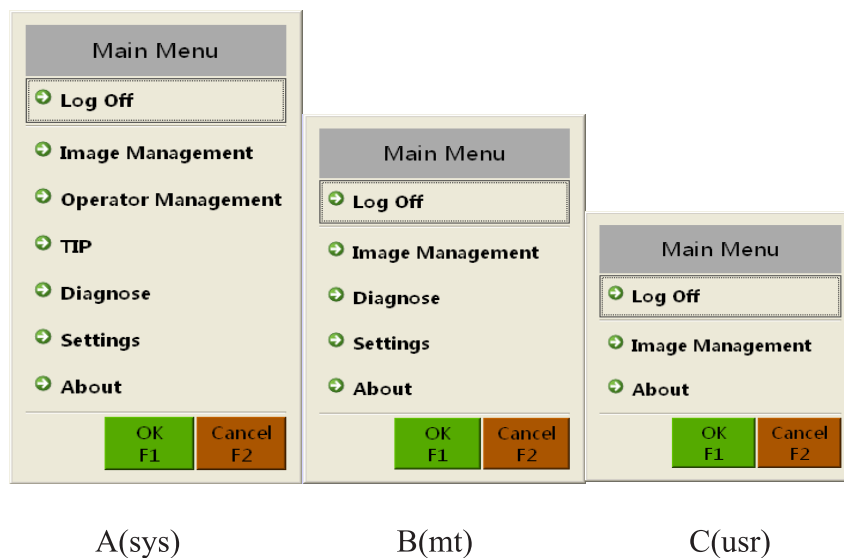 Main Menu
Log Off
Image Management
Operator Management
TIP
Diagnose
Settings
About
OK
F1
Cancel
F2
Main Menu
Log Off
Image Management
Diagnose
Settings
About
OK
F1
Cancel
F2
Main Menu
Log Off
Image Management
About
OK
F1
Cancel
F2
A(sys)
B(mt)
C(usr)